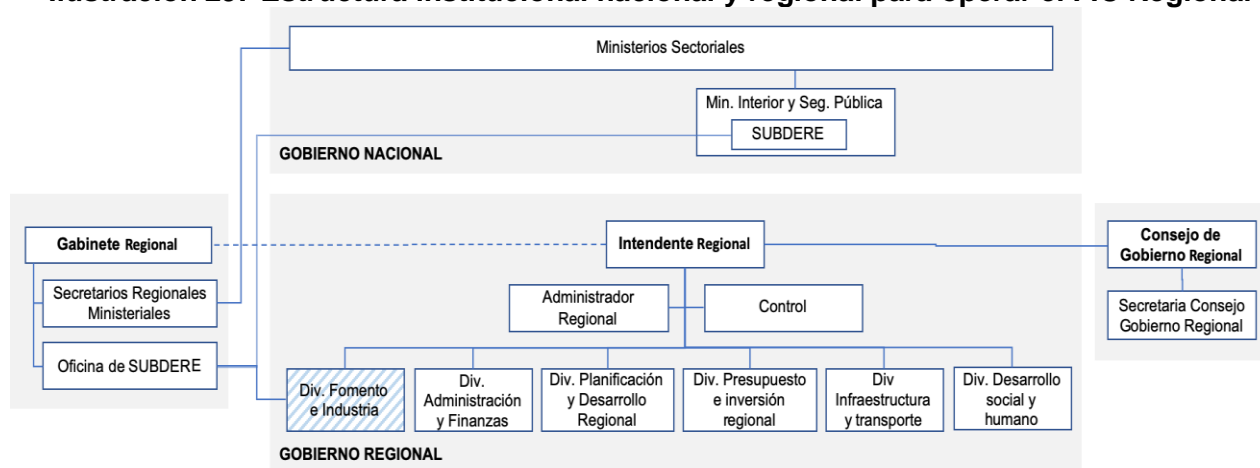 Ministerios Sectoriales
Min. Interior y Seg. Pública
SUBDERE
GOBIERNO NACIONAL
Gabinete Regional
Secretarios Regionales
Ministeriales
Oficina de SUBDERE
Intendente Regional
Administrador
Regional
Control
Consejo de
Gobierno Regional
Secretaria Consejo
Gobierno Regional
Div. Fomento
e Industria
Div.
Administración
y Finanzas
Div. Planificación
y Desarrollo
Regional
Div. Presupuesto
e inversión
regional
Div
Infraestructura
y transporte
Div. Desarrollo
social y
humano
GOBIERNO REGIONAL